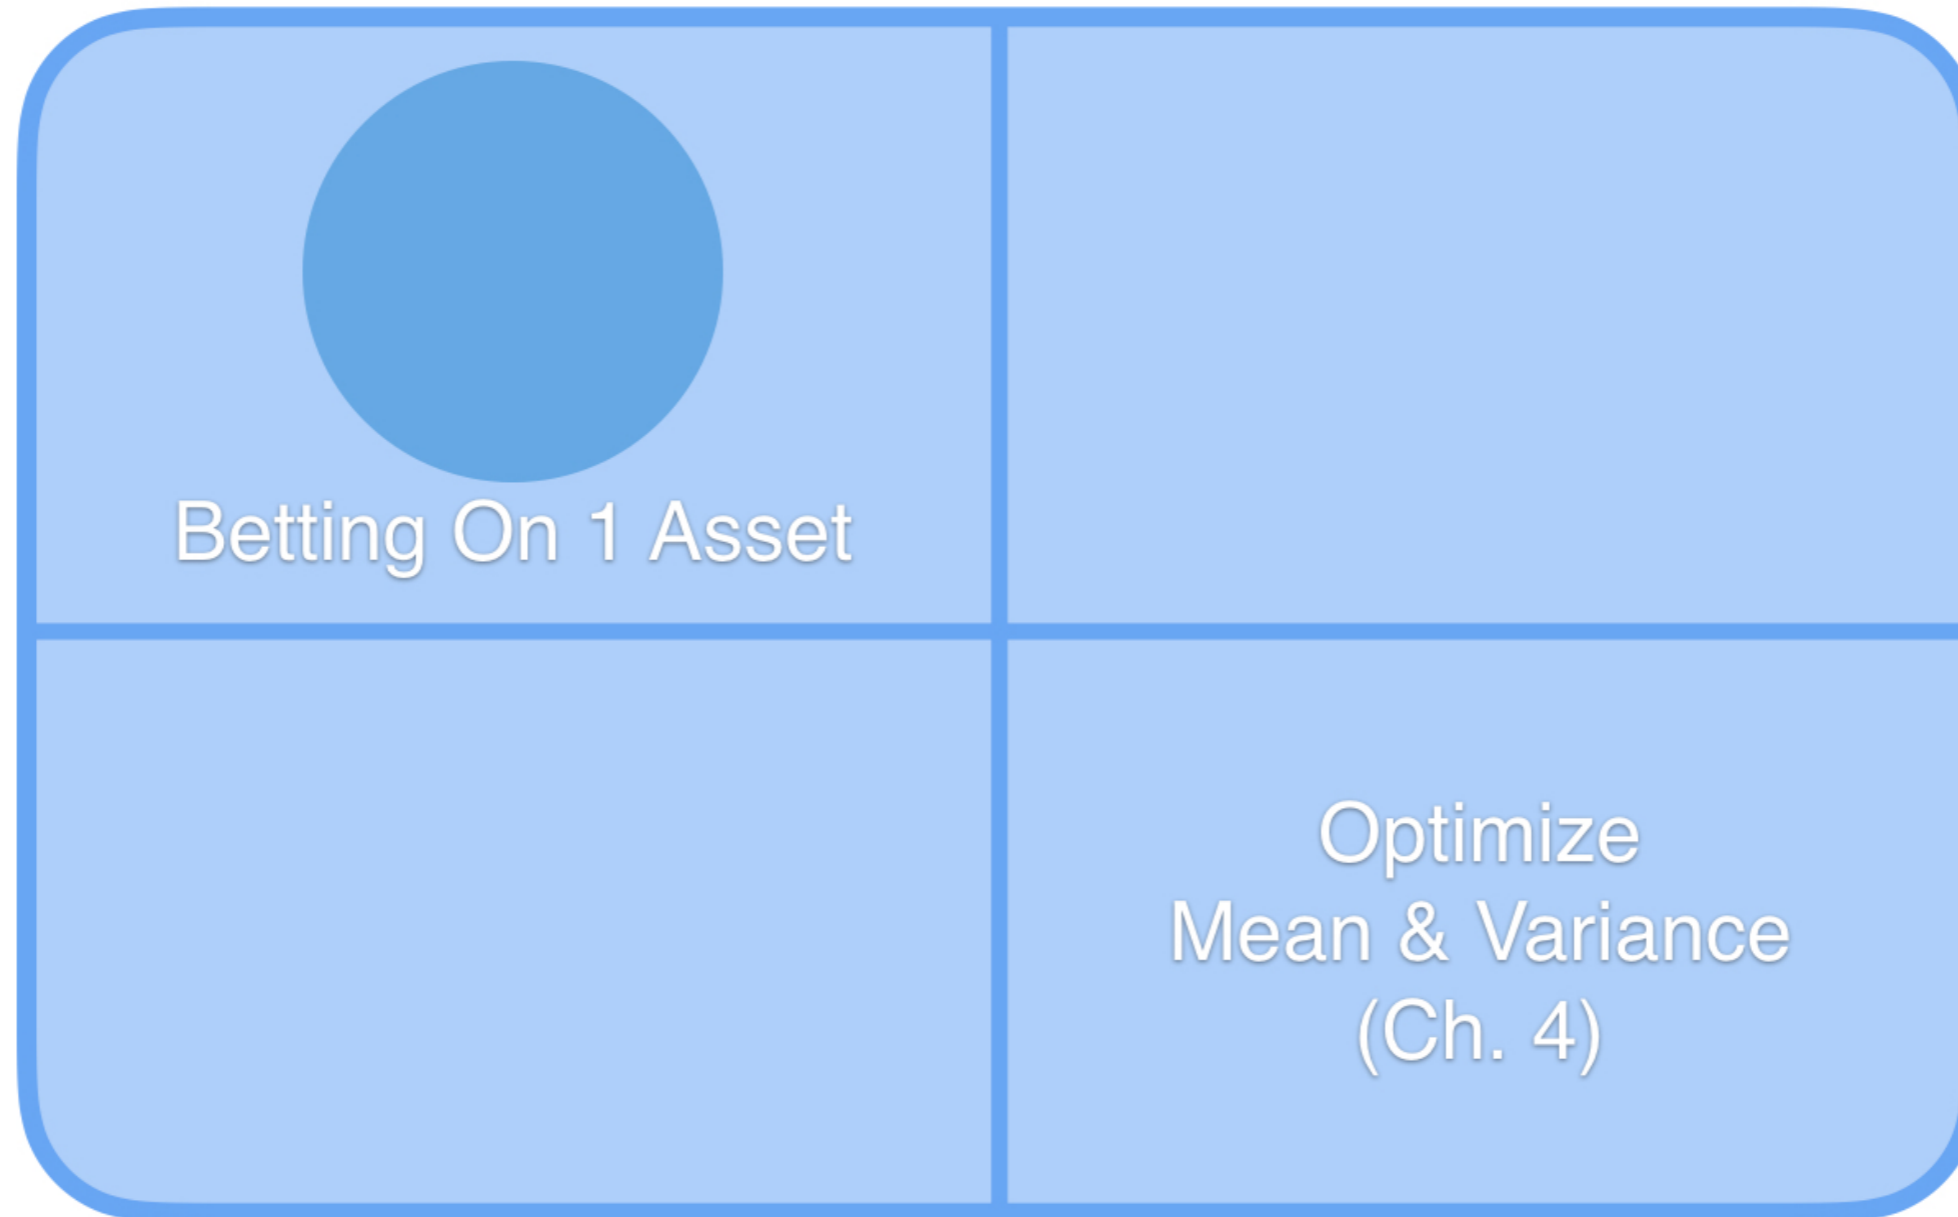 Betting On 1 Asset
Optimize
Mean & Variance
(Ch. 4)